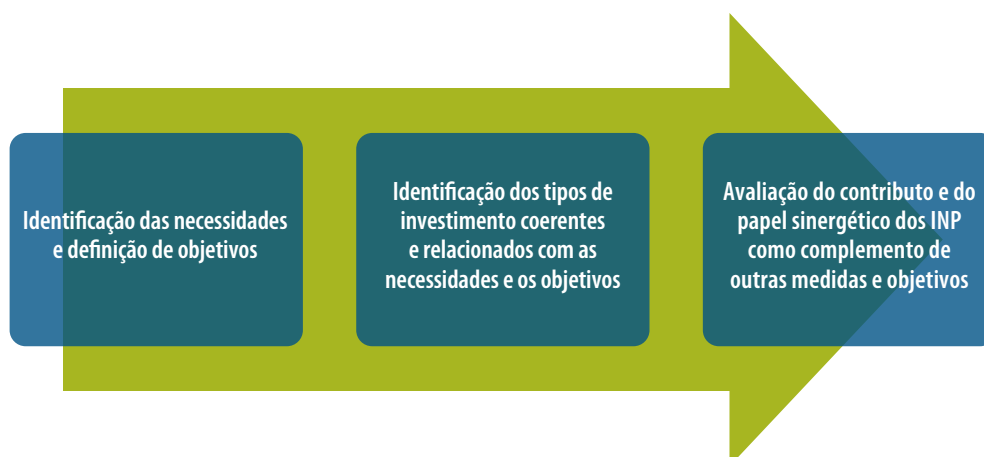 Identificação das necessidades
e definição de objetivos
Identificação dos tipos de
investimento coerentes
e relacionados com as
necessidades e os objetivos
Avaliação do contributo e do
papel sinergético dos INP
como complemento de
outras medidas e objetivos